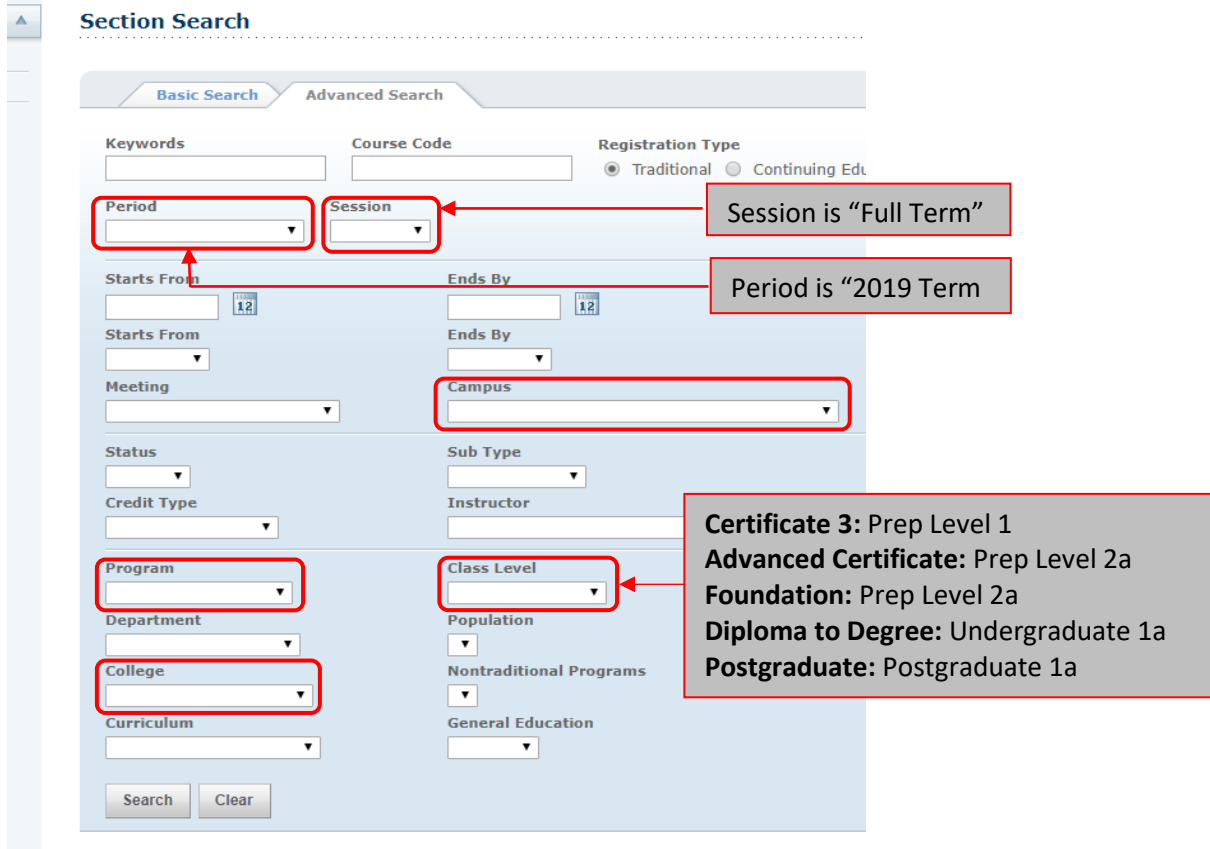 Section Search
Basic Search Advanced Search
Keywords Course Code Registration Type
Traditional Continuing Edu
Period Session
Session is “Full Term”
Starts From Ends By
Period is “2019 Term
12 12
Starts From Ends By
Meeting Campus
Status Sub Type
Credit Type Instructor
Certificate 3: Prep Level 1
Advanced Certificate: Prep Level 2a
Foundation: Prep Level 2a
Diploma to Degree: Undergraduate 1a
Postgraduate: Postgraduate 1a
Program Class Level
Department Population
College Nontraditional Programs
Curriculum General Education
Search Clear